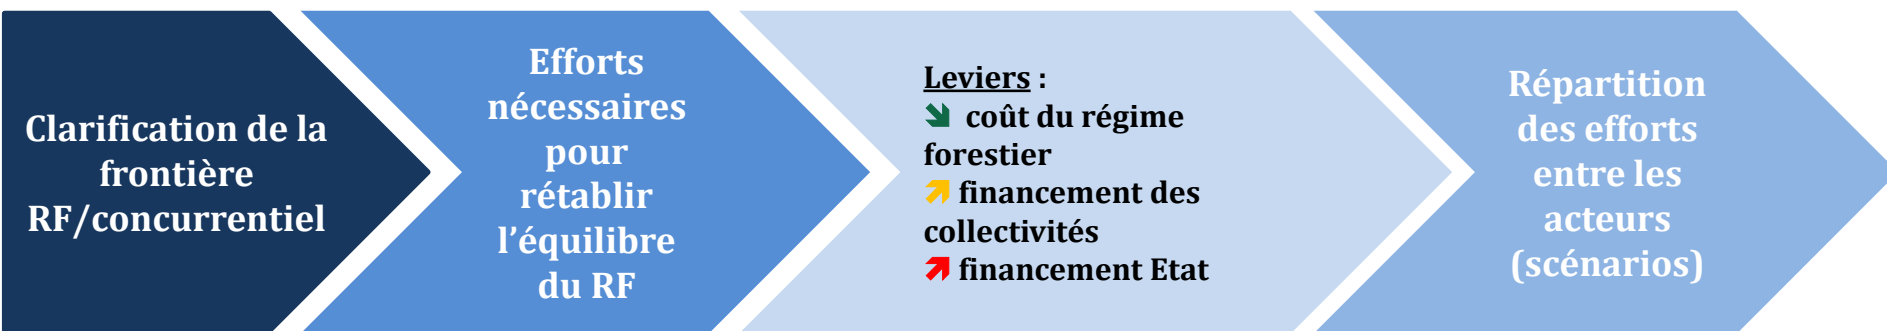 Clarification de la
frontière
RF/concurrentiel
Efforts
nécessaires
pour
rétablir
l’équilibre
du RF
Leviers :
↘ coût du régime
forestier
↗ financement des
collectivités
↗ financement Etat
Répartition
des efforts
entre les
acteurs
(scénarios)